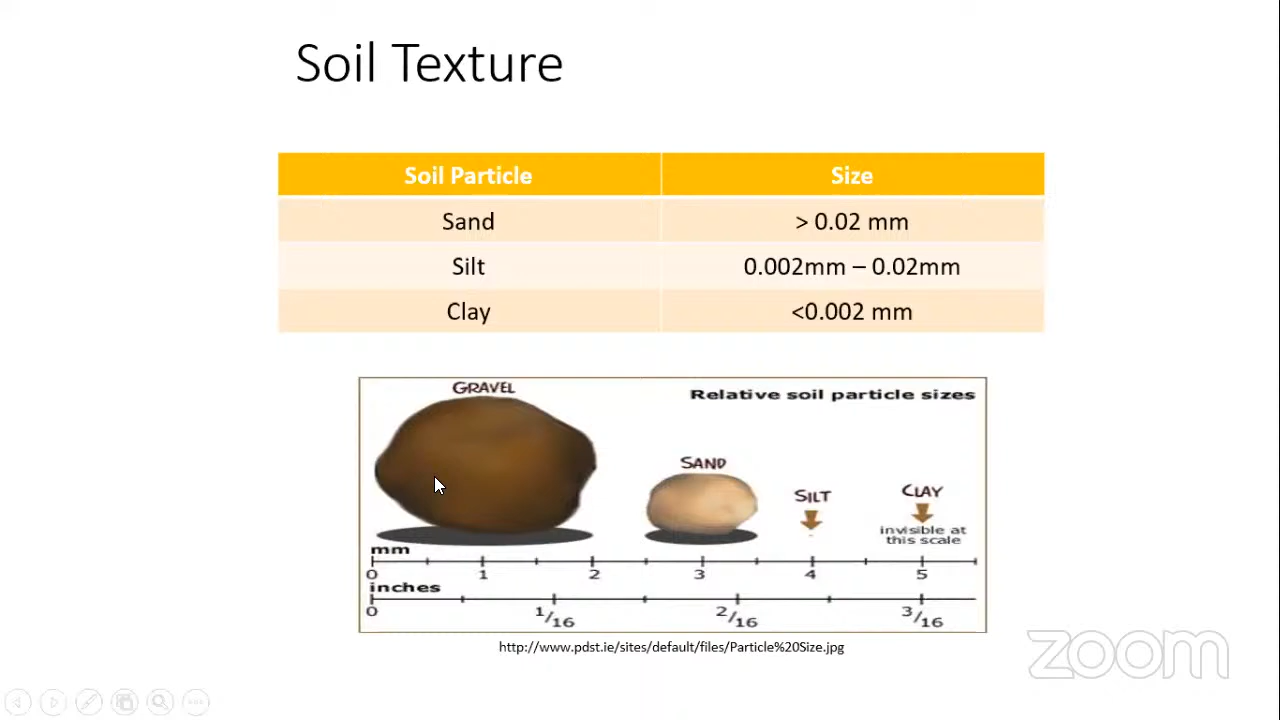 Soil Texture
Soil Particle Size
Sand > 0.02 mm
Silt 0.002mm – 0.02mm
Clay <0.002 mm
GRAVEL
Relative soil particle sizes
SAND
SILT
CLAY
invisible at
this scale
mm
0 1 2 3 4 5
inches
0 1/16 2/16 3/16
http://www.pdst.ie/sites/default/files/Particle%20Size.jpg
zoom